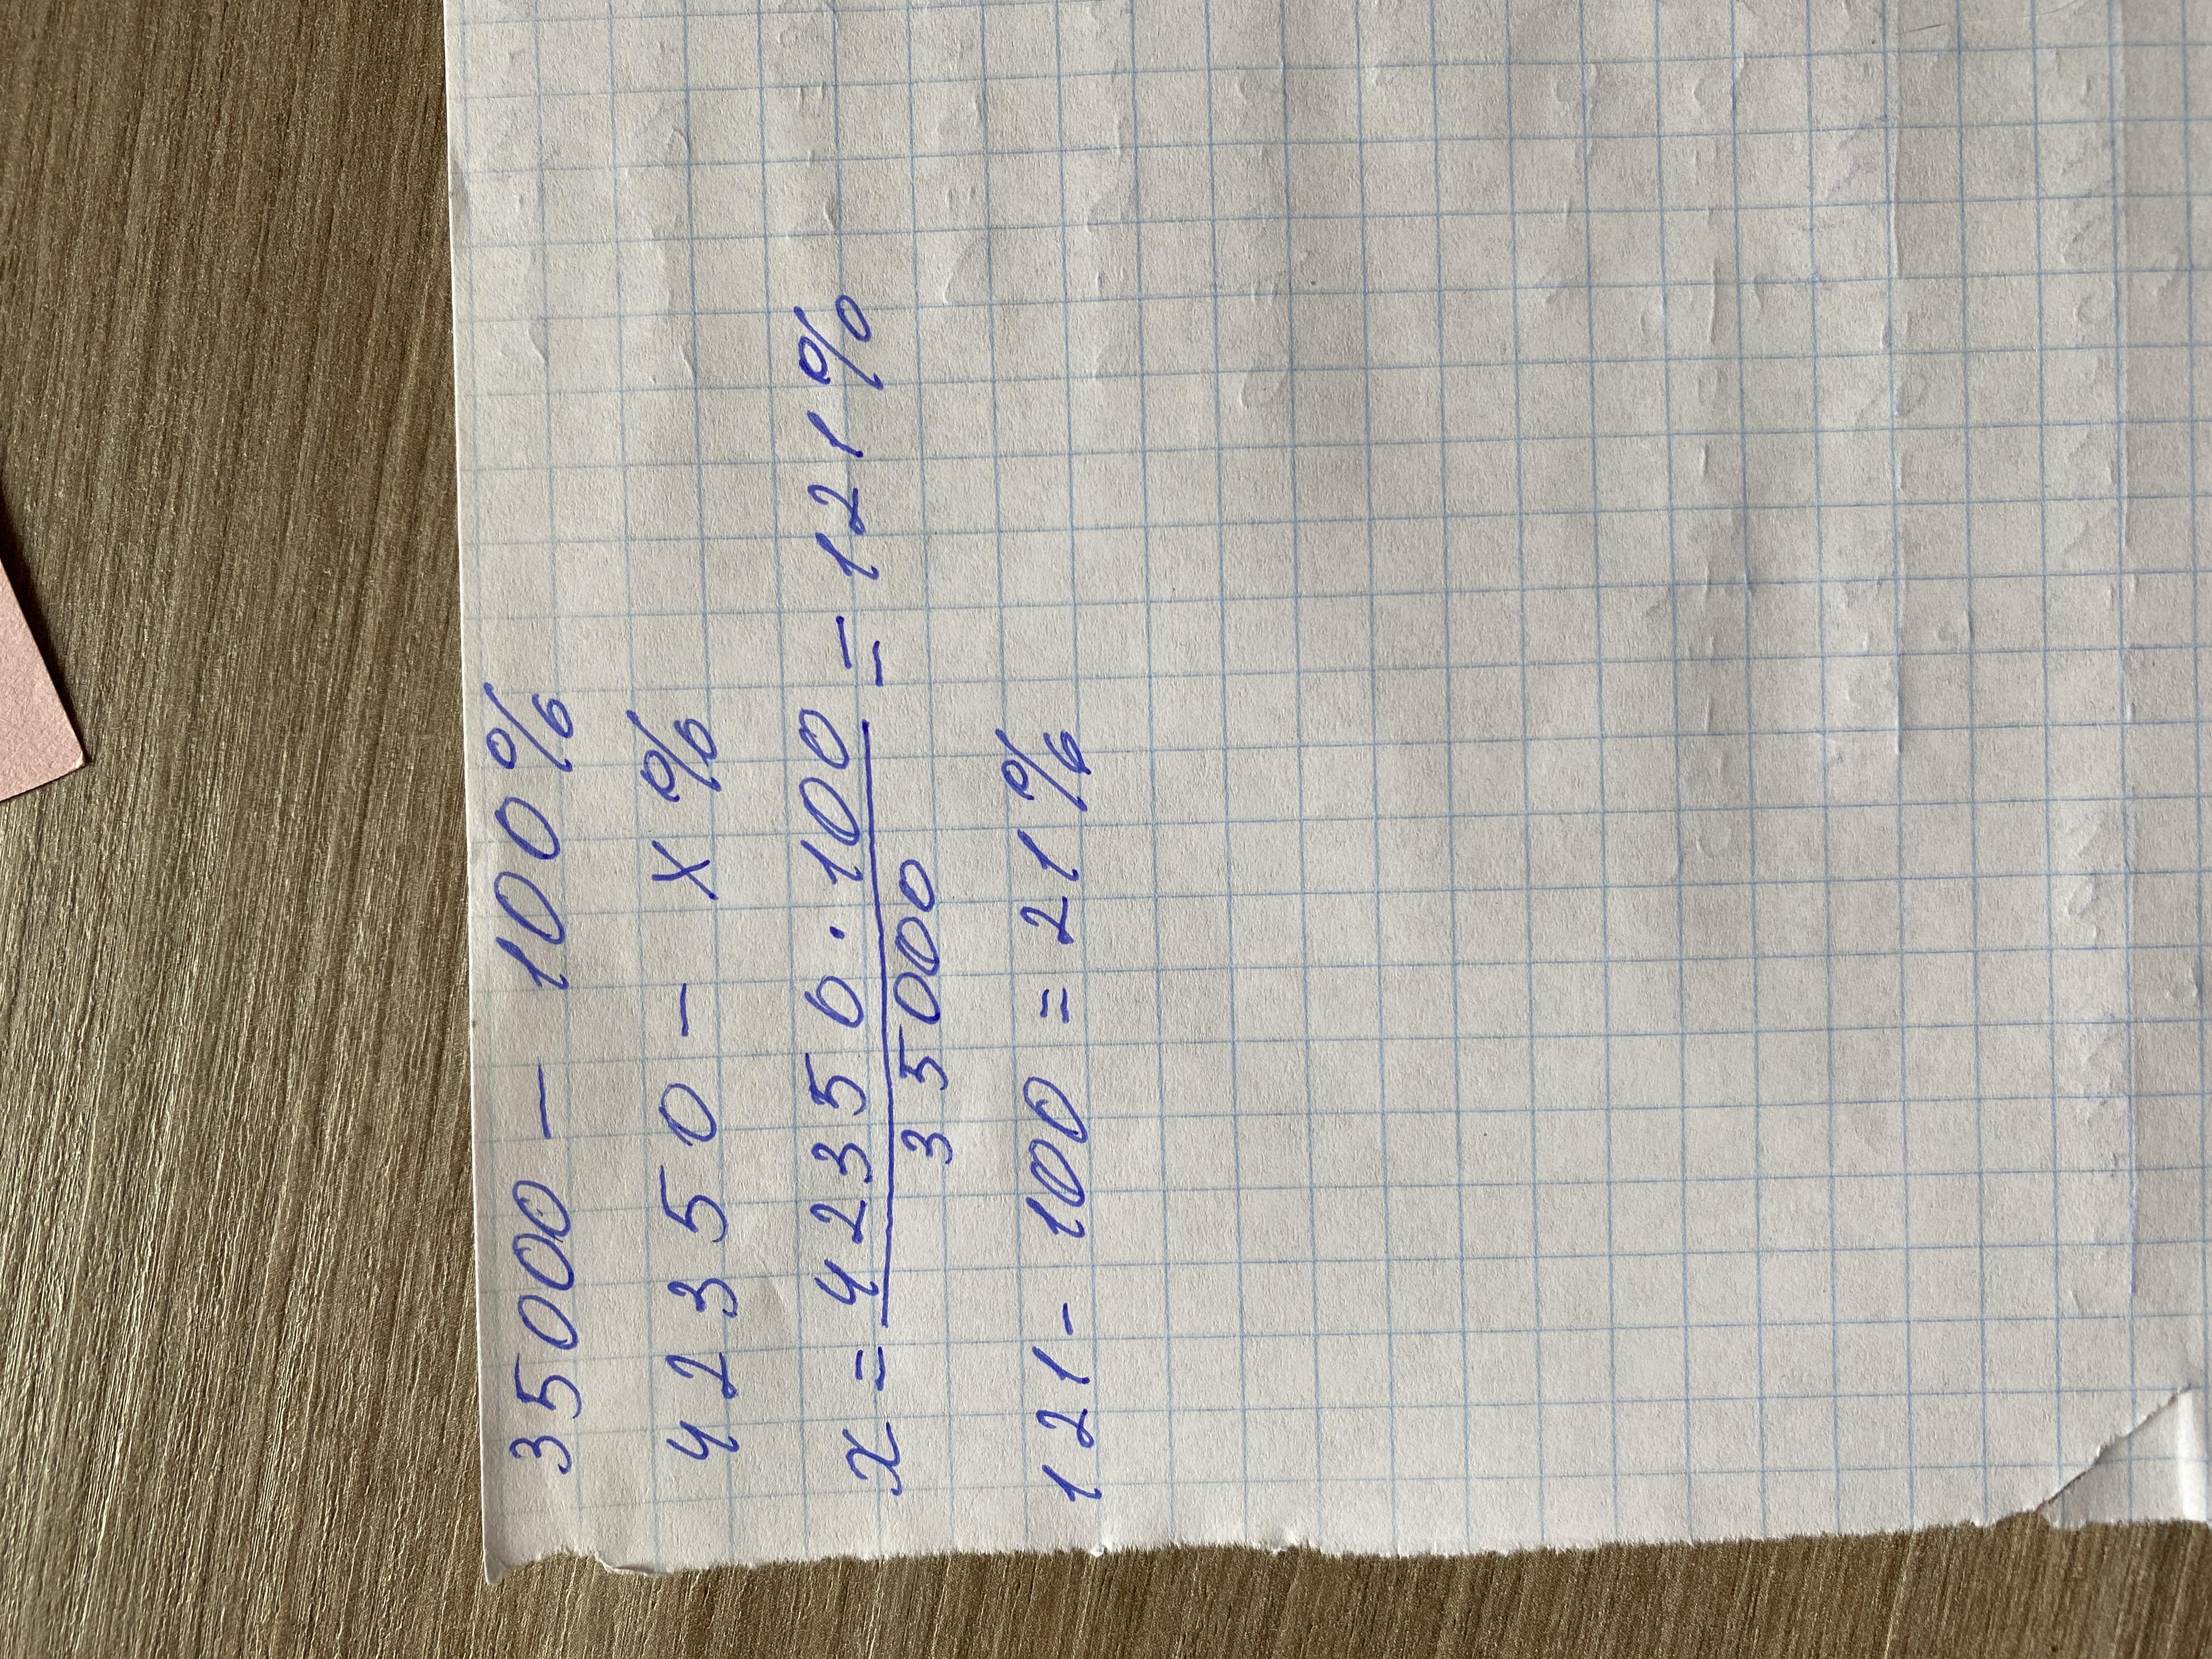 35000 - 100%
42350 - x%
x = 42350 · 100 / 35000 = 121%
121 - 100 = 21%